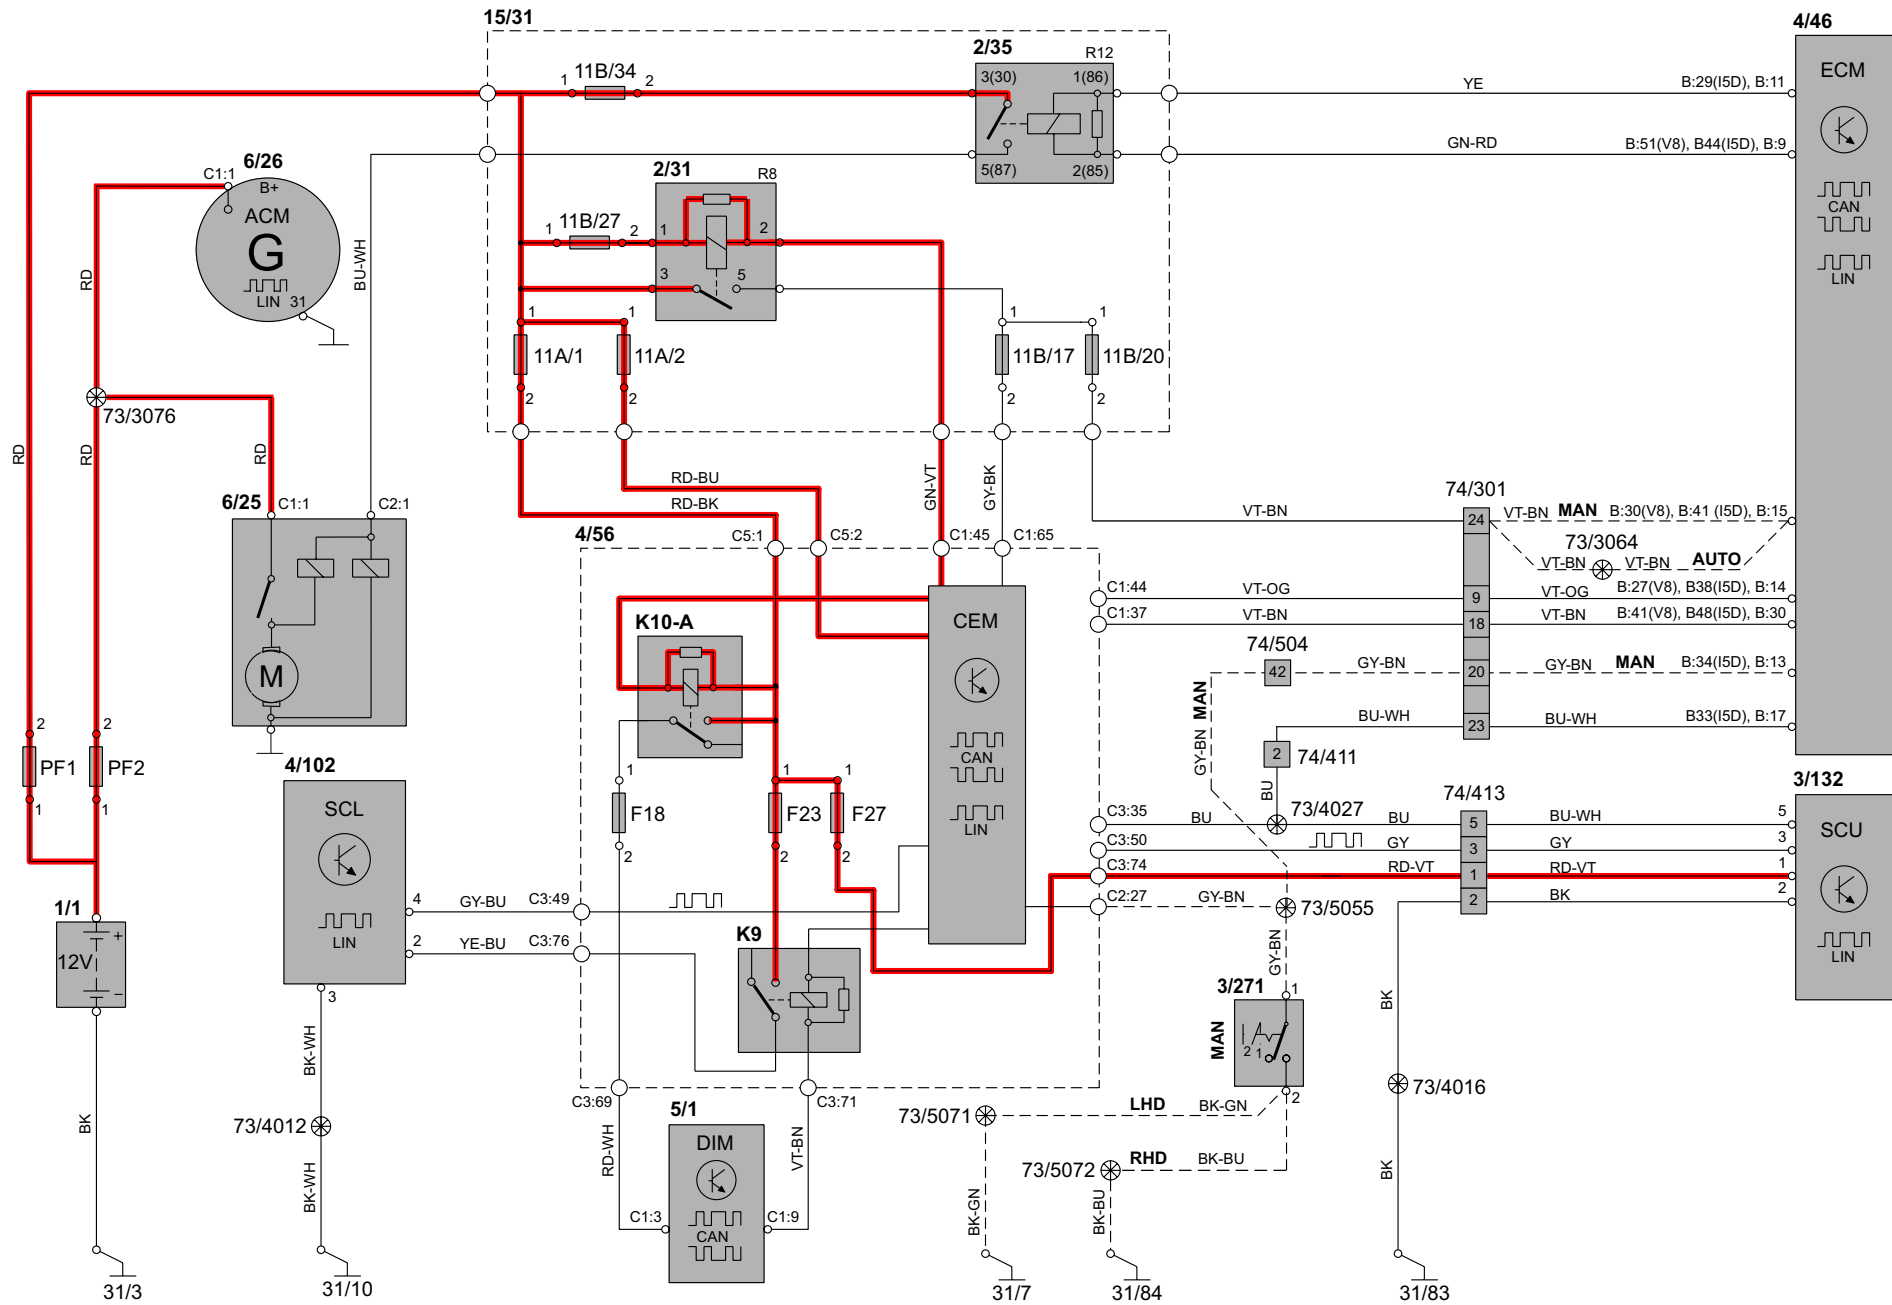 15/31
4/46
2/35
R12
11B/34
1 2
3(30) 1(86)
5(87) 2(85)
YE
B:29(I5D), B:11
GN-RD
B:51(V8), B44(I5D), B:9
ECM
CAN
LIN
6/26
C1:1
B+
ACM
G
LIN 31
RD
BU-WH
2/31
R8
11B/27
1 2
1 2
3 5
1 1
11A/1
11A/2
2 2
1 1
11B/17
11B/20
2 2
73/3076
RD
RD
RD
6/25
C1:1
C2:1
M
RD-BU
RD-BK
GN-VT
GY-BK
4/56
C5:1
C5:2
C1:45
C1:65
74/301
VT-BN
24
VT-BN MAN B:30(V8), B:41 (I5D), B:15
73/3064
VT-BN VT-BN AUTO
C1:44
VT-OG
9
VT-OG
B:27(V8), B38(I5D), B:14
C1:37
VT-BN
18
VT-BN
B:41(V8), B48(I5D), B:30
74/504
42
GY-BN
20
GY-BN MAN B:34(I5D), B:13
GY-BN MAN
BU-WH
23
BU-WH
B33(I5D), B:17
2
74/411
BU
K10-A
CEM
CAN
LIN
2 2
PF1
PF2
1 1
4/102
SCL
LIN
4
GY-BU
C3:49
2
YE-BU
C3:76
3
1
F18
2
1 1
F23
F27
2 2
K9
3/132
SCU
LIN
74/413
C3:35
BU
73/4027
BU
5
BU-WH
5
C3:50
GY
3
GY
3
C3:74
RD-VT
1
RD-VT
1
2
BK
2
C2:27
GY-BN
73/5055
GY-BN
1/1
+
12V
−
BK
31/3
BK-WH
73/4012
BK-WH
31/10
C3:69
C3:71
5/1
DIM
CAN
RD-WH
VT-BN
C1:3
C1:9
3/271
1
MAN
2 1
2
73/5071
LHD BK-GN
73/5072
RHD BK-BU
BK-GN
BK-BU
31/7
31/84
BK
73/4016
BK
31/83